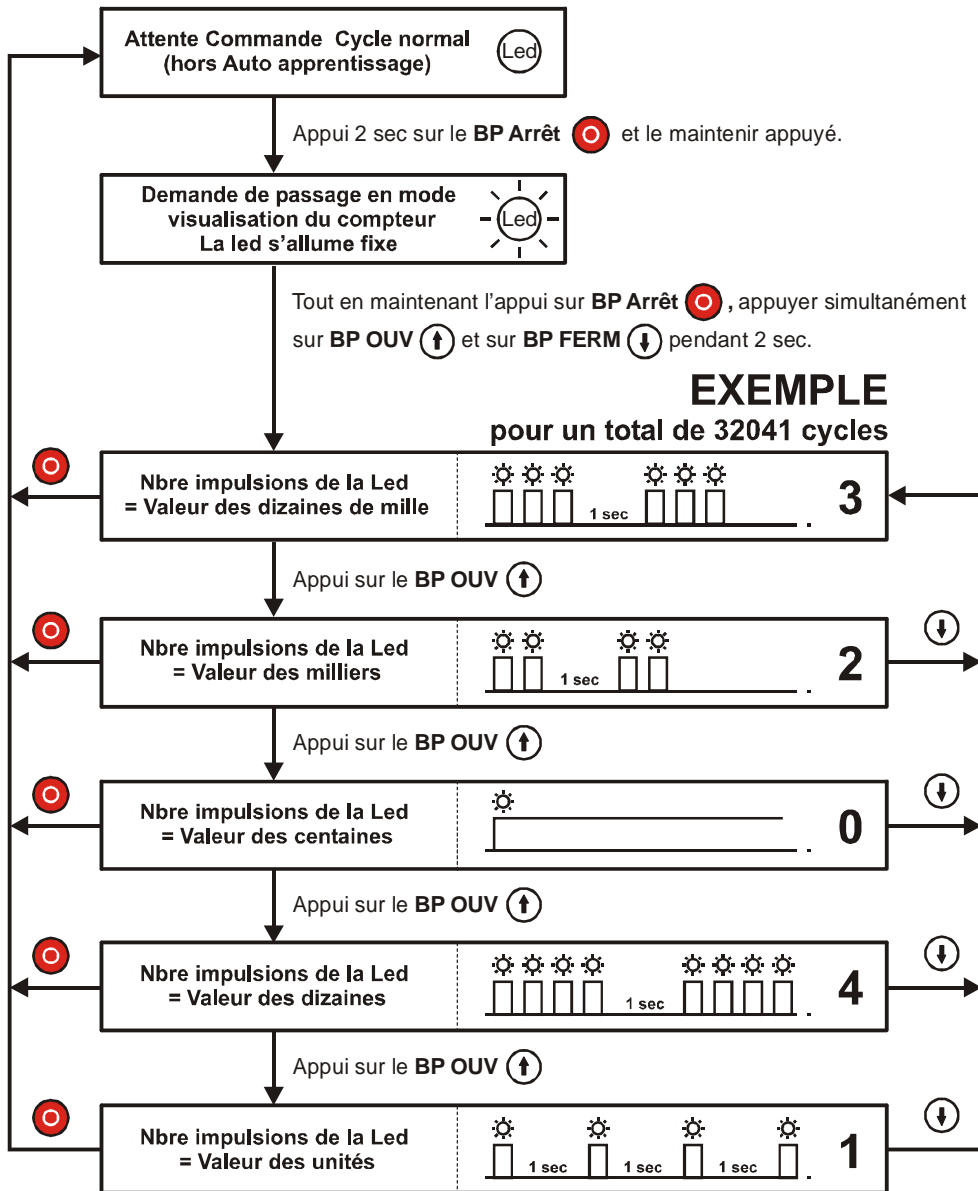 Attente Commande Cycle normal
(hors Auto apprentissage)
Led
Appui 2 sec sur le BP Arrêt et le maintenir appuyé.
Demande de passage en mode
visualisation du compteur
La led s'allume fixe
Led
Tout en maintenant l'appui sur BP Arrêt , appuyer simultanément
sur BP OUV et sur BP FERM pendant 2 sec.
EXEMPLE
pour un total de 32041 cycles
Nbre impulsions de la Led
= Valeur des dizaines de mille
1 sec
3
Appui sur le BP OUV
Nbre impulsions de la Led
= Valeur des milliers
1 sec
2
Appui sur le BP OUV
Nbre impulsions de la Led
= Valeur des centaines
0
Appui sur le BP OUV
Nbre impulsions de la Led
= Valeur des dizaines
1 sec
4
Appui sur le BP OUV
Nbre impulsions de la Led
= Valeur des unités
1 sec 1 sec 1 sec
1